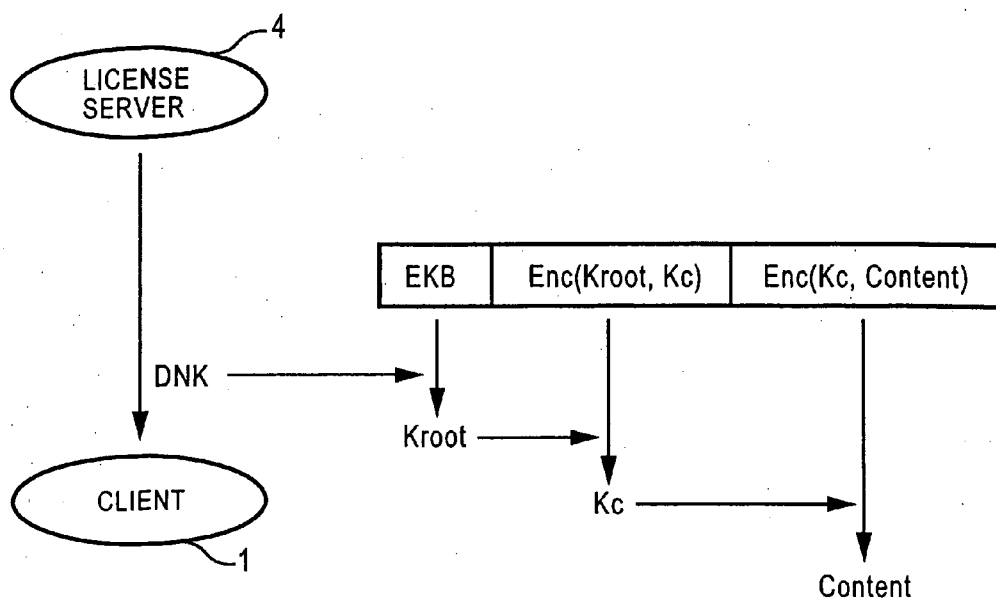 4
LICENSE
SERVER
EKB
Enc(Kroot, Kc)
Enc(Kc, Content)
DNK
Kroot
CLIENT
Kc
1
Content